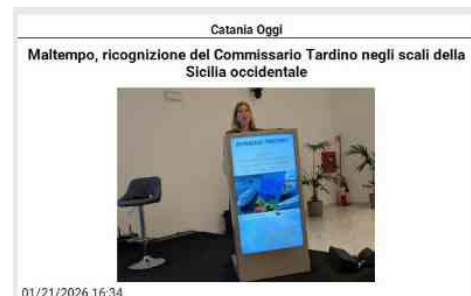 Catania Oggi
Maltempo, ricognizione del Commissario Tardino negli scali della
Sicilia occidentale
01/21/2026 16:34